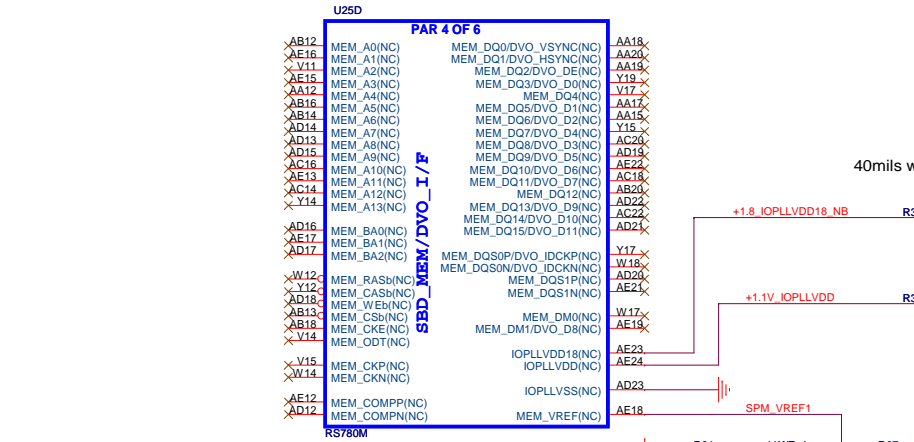 U25D
PAR 4 OF 6
AB12 MEM_A0(NC) MEM_DQ0/DVO_VSYNC(NC) AA18
AE16 MEM_A1(NC) MEM_DQ1/DVO_HSYNC(NC) AA20
V11 MEM_A2(NC) MEM_DQ2/DVO_DE(NC) AA19
AE15 MEM_A3(NC) MEM_DQ3/DVO_D0(NC) Y19
AA12 MEM_A4(NC) MEM_DQ4(NC) V17
AB16 MEM_A5(NC) MEM_DQ5/DVO_D1(NC) AA17
AB14 MEM_A6(NC) MEM_DQ6/DVO_D2(NC) AA15
AD14 MEM_A7(NC) MEM_DQ7/DVO_D4(NC) Y15
AD13 MEM_A8(NC) MEM_DQ8/DVO_D3(NC) AC20
AD15 MEM_A9(NC) MEM_DQ9/DVO_D5(NC) AD19
AC16 MEM_A10(NC) MEM_DQ10/DVO_D6(NC) AE22
AE13 MEM_A11(NC) MEM_DQ11/DVO_D7(NC) AC18
AC14 MEM_A12(NC) MEM_DQ12(NC) AB20
Y14 MEM_A13(NC) MEM_DQ13/DVO_D9(NC) AD22
MEM_DQ14/DVO_D10(NC) AC22
AD16 MEM_BA0(NC) MEM_DQ15/DVO_D11(NC) AD21
AE17 MEM_BA1(NC)
AD17 MEM_BA2(NC) MEM_DQS0P/DVO_IDCKP(NC) Y17
MEM_DQS0N/DVO_IDCKN(NC) W18
W12 MEM_RASb(NC) MEM_DQS1P(NC) AD20
Y12 MEM_CASb(NC) MEM_DQS1N(NC) AE21
AD18 MEM_WEb(NC)
AB13 MEM_CSb(NC) MEM_DM0(NC) W17
AB18 MEM_CKE(NC) MEM_DM1/DVO_D8(NC) AE19
V14 MEM_ODT(NC)
IOPLLVDD18(NC) AE23
V15 MEM_CKP(NC) IOPLLVDD(NC) AE24
W14 MEM_CKN(NC)
IOPLLVSS(NC) AD23
AE12 MEM_COMPP(NC)
AD12 MEM_COMPN(NC) MEM_VREF(NC) AE18
SBD_MEM/DVO_I/F
RS780M
40mils w
+1.8_IOPLLVDD18_NB R3
+1.1V_IOPLLVDD R3
SPM_VREF1